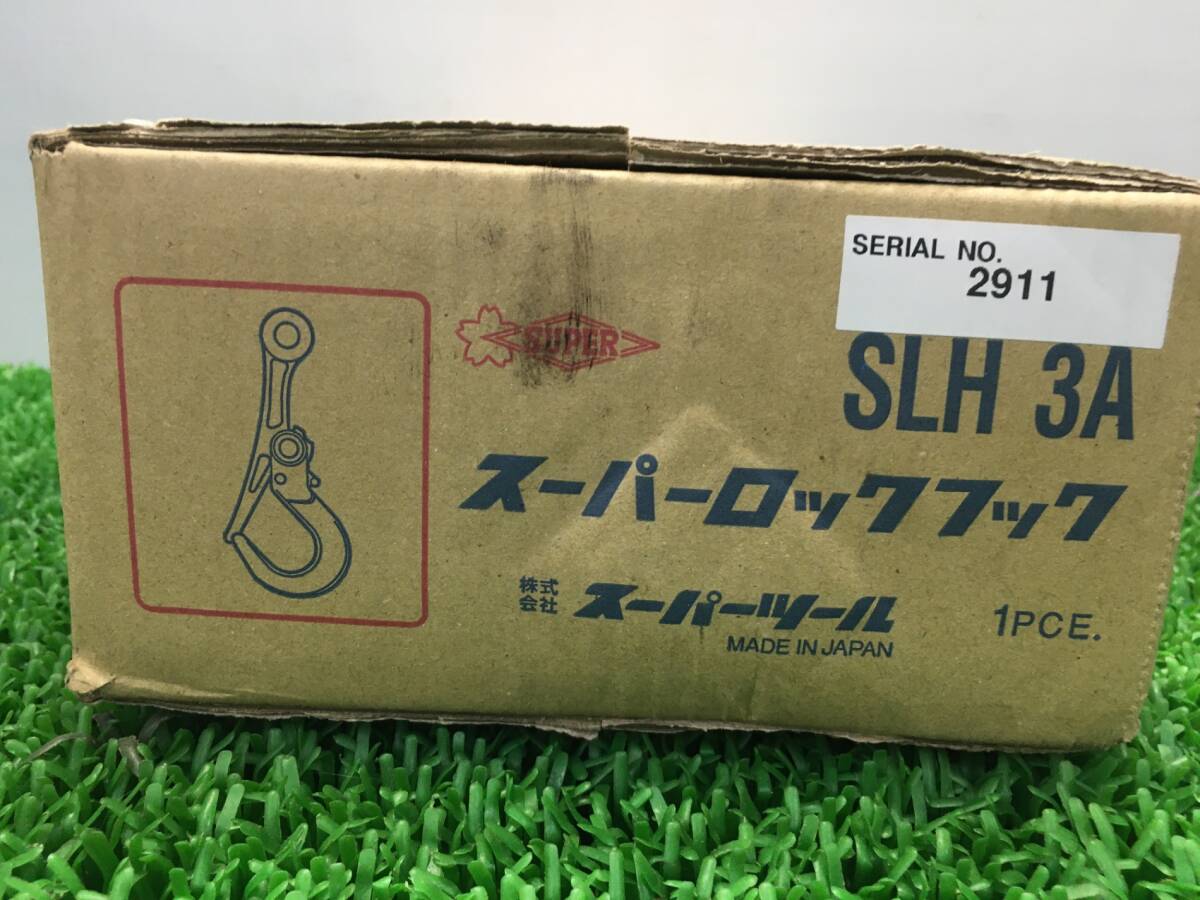 SERIAL NO.
2911
SUPER
SLH 3A
スーパーロックフック
株式
会社
スーパーツール
1PCE.
MADE IN JAPAN